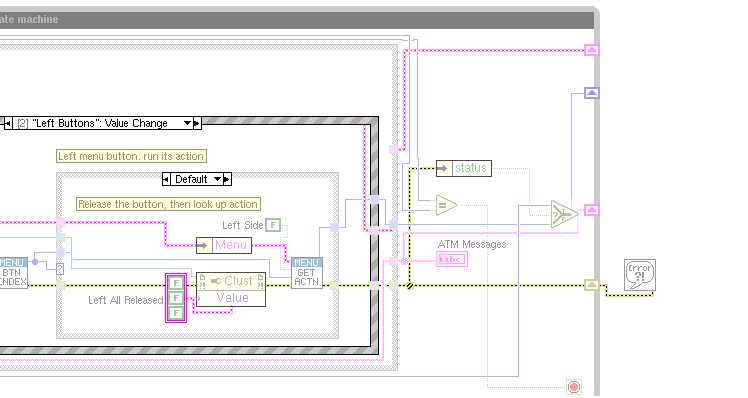 ate machine
[2] "Left Buttons": Value Change
Left menu button: run its action
Default
Release the button, then look up action
Left Side
F
Menu
status
=
ATM Messages
abc
MENU
BTN
INDEX
?
Left All Released
F
F
F
?!
Clust
?!
Value
MENU
GET
ACTN
T
F
?
Error
?!